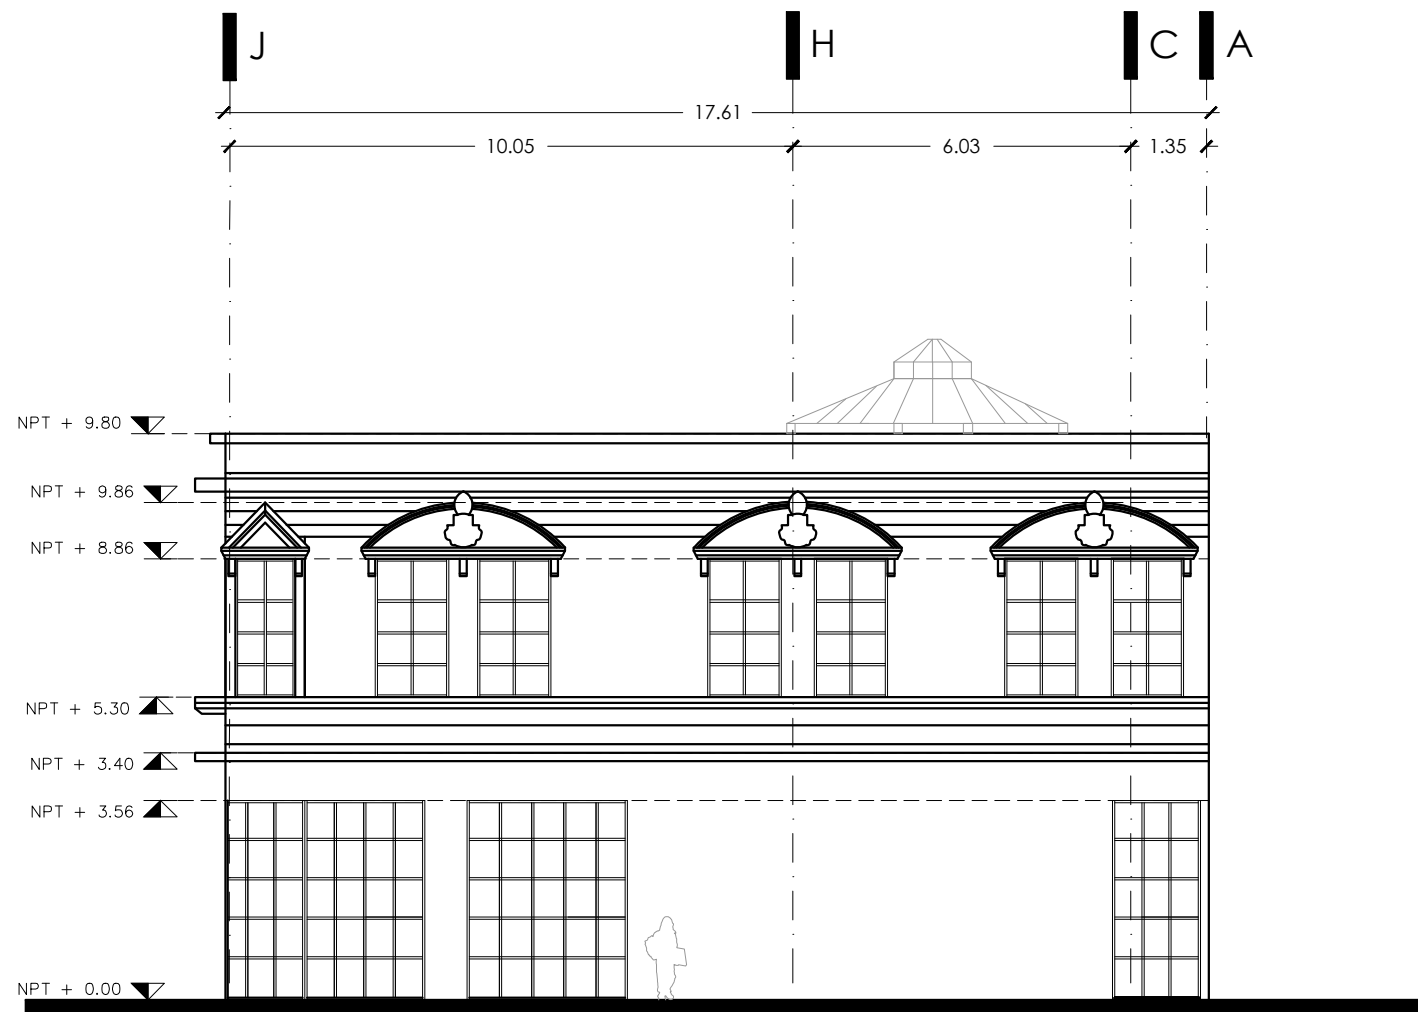 J H C A
17.61
10.05 6.03 1.35
NPT + 9.80
NPT + 9.86
NPT + 8.86
NPT + 5.30
NPT + 3.40
NPT + 3.56
NPT + 0.00